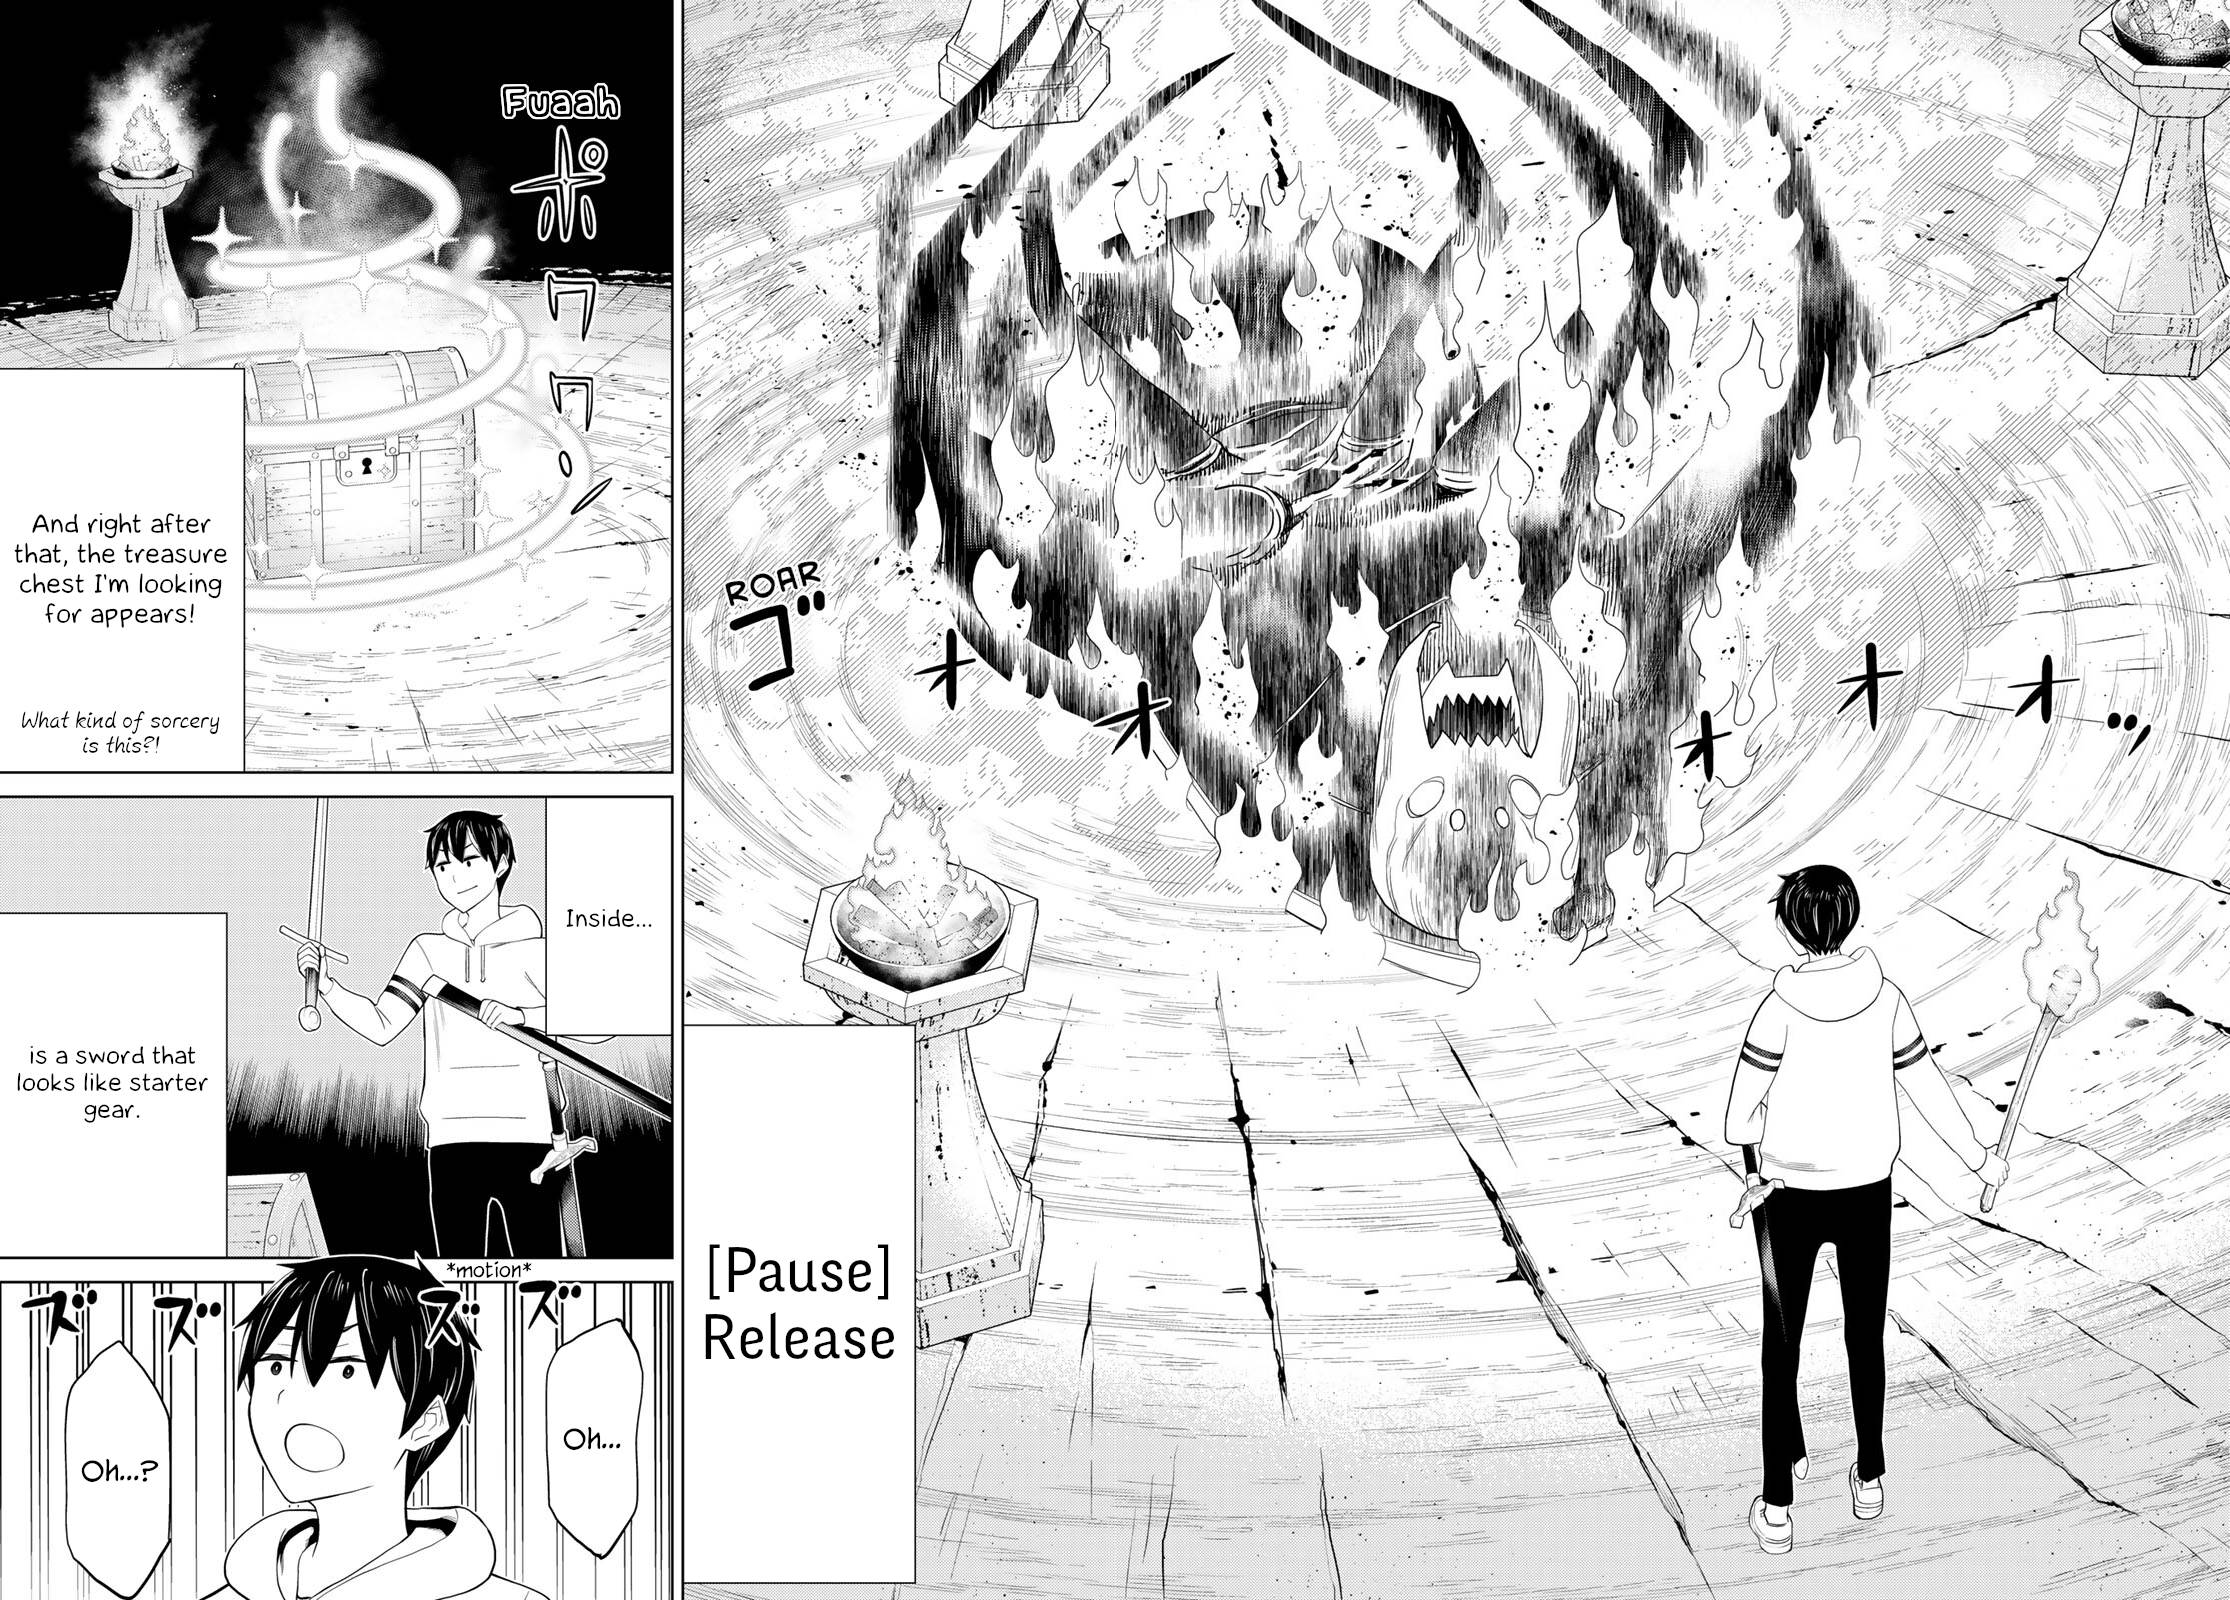 ROAR
ゴ
オ
オ
オ
オ
オ
…,
[Pause]
Release
Fuaah
ポ
ワ
ワ
ゝ
And right after
that, the treasure
chest I'm looking
for appears!
What kind of sorcery
is this?!
Inside...
is a sword that
looks like starter
gear.
*motion*
ズ
ズ
ズ
ズ
Oh...
Oh...?